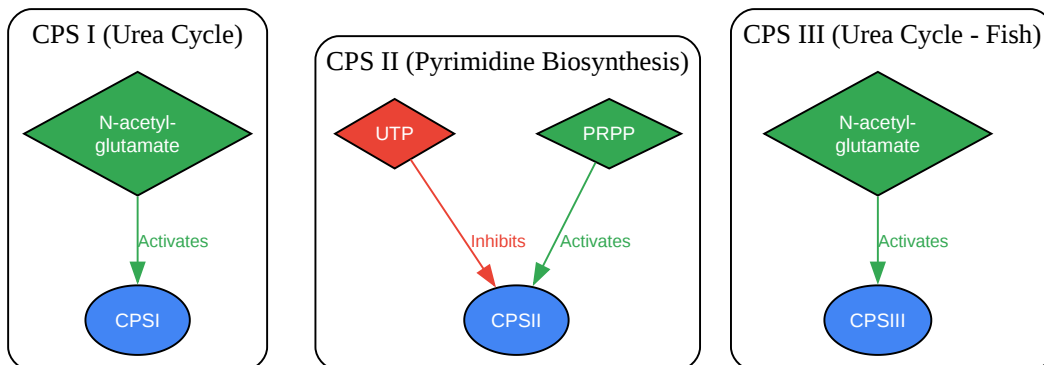 CPS I (Urea Cycle)
N-acetyl-
glutamate
Activates
CPSI
CPS II (Pyrimidine Biosynthesis)
UTP
PRPP
Inhibits
Activates
CPSII
CPS III (Urea Cycle - Fish)
N-acetyl-
glutamate
Activates
CPSIII